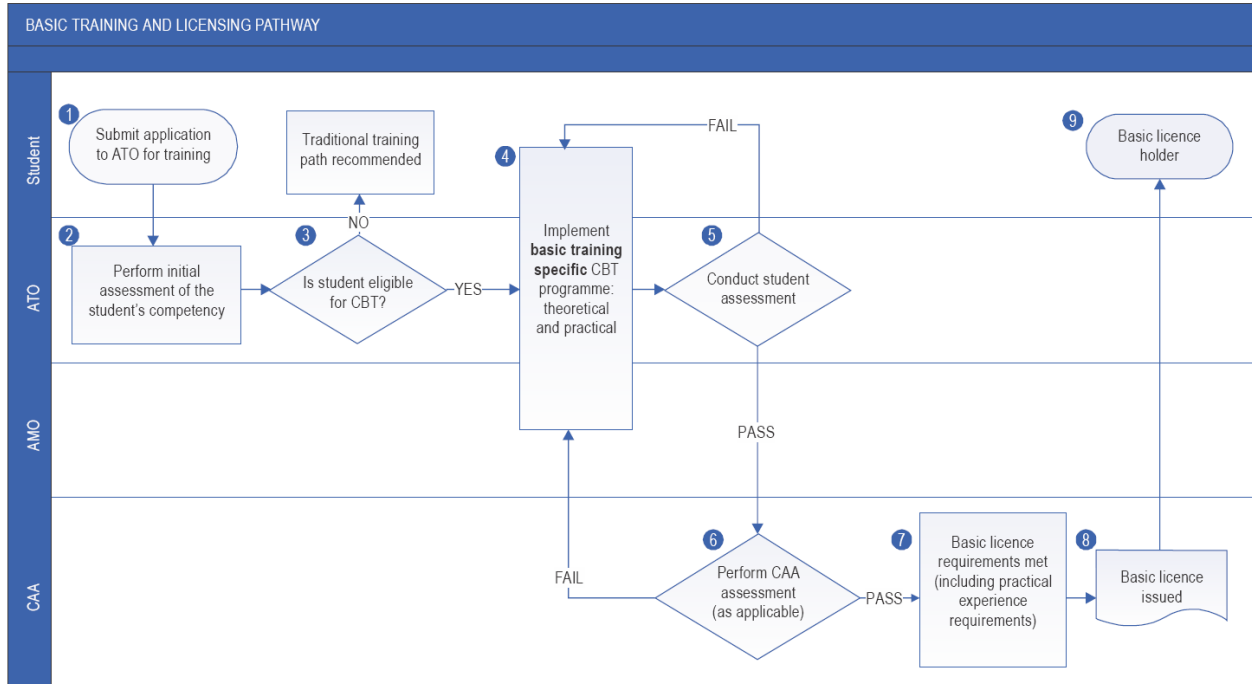 BASIC TRAINING AND LICENSING PATHWAY
Student
1
Submit application
to ATO for training
Traditional training
path recommended
NO
FAIL
9
Basic licence
holder
ATO
2
Perform initial
assessment of the
student's competency
3
Is student eligible
for CBT?
YES
4
Implement
basic training
specific CBT
programme:
theoretical
and practical
5
Conduct student
assessment
AMO
PASS
CAA
FAIL
6
Perform CAA
assessment
(as applicable)
PASS
7
Basic licence
requirements met
(including practical
experience
requirements)
8
Basic licence
issued